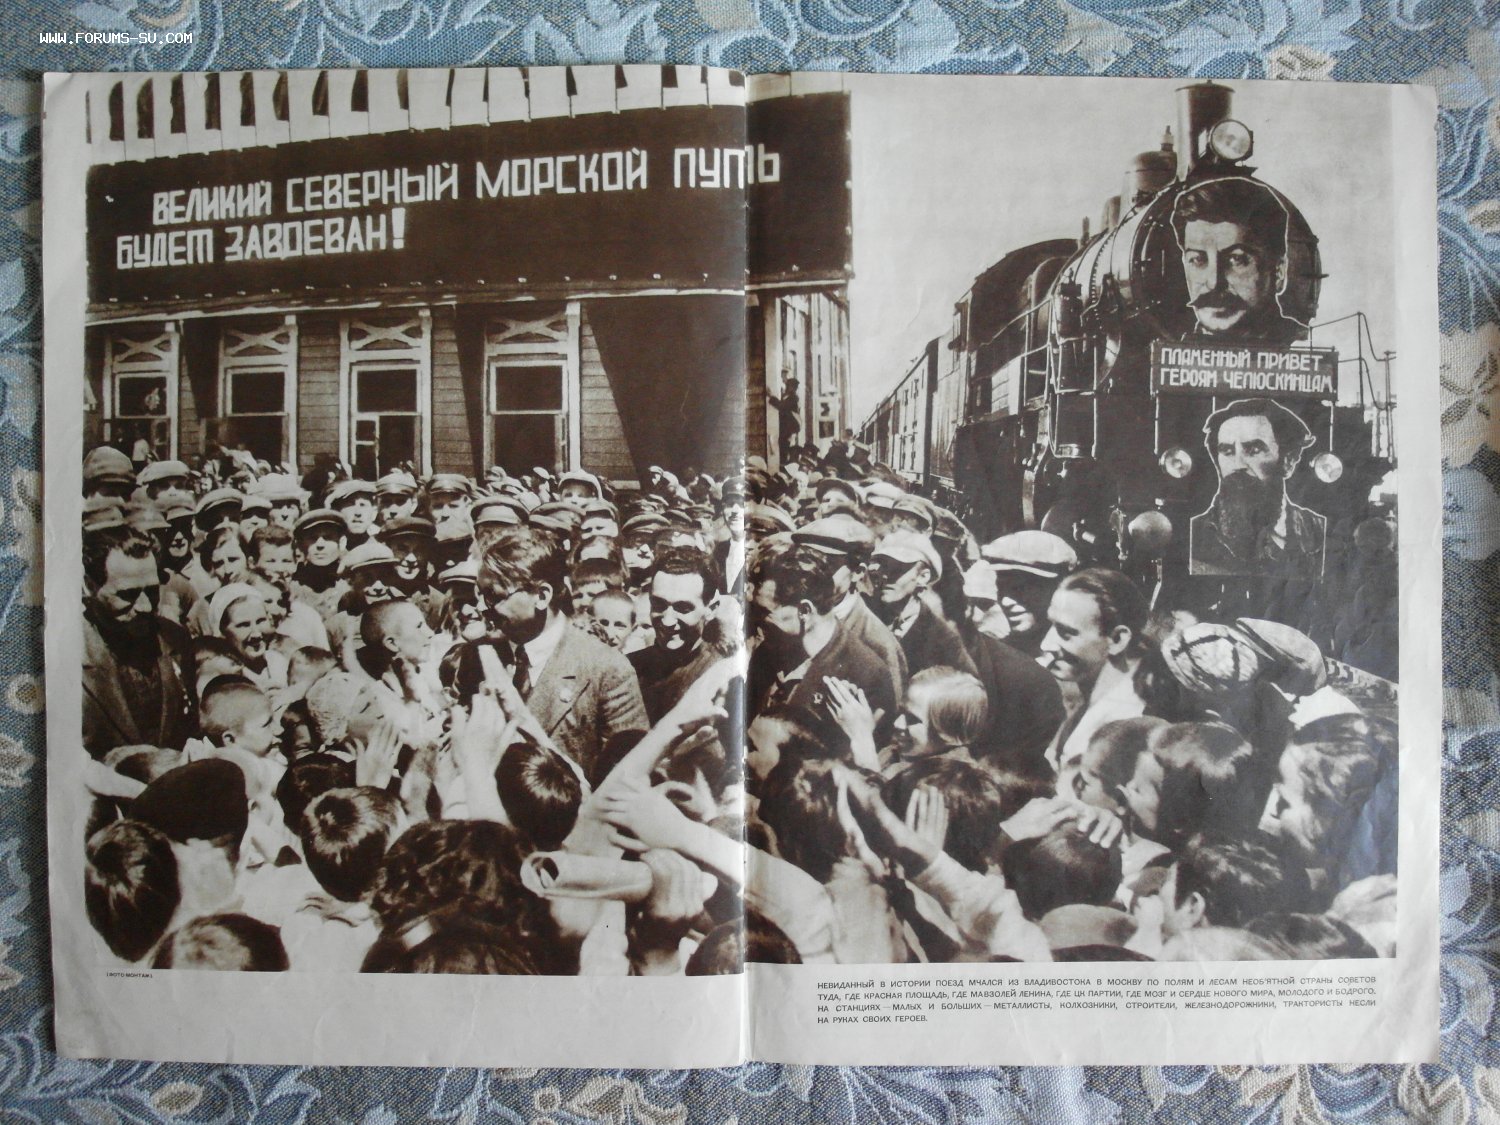 WWW.FORUMS-SU.COM
ВЕЛИКИЙ СЕВЕРНЫЙ МОРСКОЙ ПУТЬ
БУДЕТ ЗАВОЕВАН!
ПЛАМЕННЫЙ ПРИВЕТ
ГЕРОЯМ ЧЕЛЮСКИНЦАМ.
(ФОТО-МОНТАЖ)
НЕВИДАННЫЙ В ИСТОРИИ ПОЕЗД МЧАЛСЯ ИЗ ВЛАДИВОСТОКА В МОСКВУ ПО ПОЛЯМ И ЛЕСАМ НЕОБ'ЯТНОЙ СТРАНЫ СОВЕТОВ
ТУДА, ГДЕ КРАСНАЯ ПЛОЩАДЬ, ГДЕ МАВЗОЛЕЙ ЛЕНИНА, ГДЕ ЦК ПАРТИИ, ГДЕ МОЗГ И СЕРДЦЕ НОВОГО МИРА, МОЛОДОГО И БОДРОГО.
НА СТАНЦИЯХ — МАЛЫХ И БОЛЬШИХ — МЕТАЛЛИСТЫ, КОЛХОЗНИКИ, СТРОИТЕЛИ, ЖЕЛЕЗНОДОРОЖНИКИ, ТРАКТОРИСТЫ НЕСЛИ
НА РУКАХ СВОИХ ГЕРОЕВ.